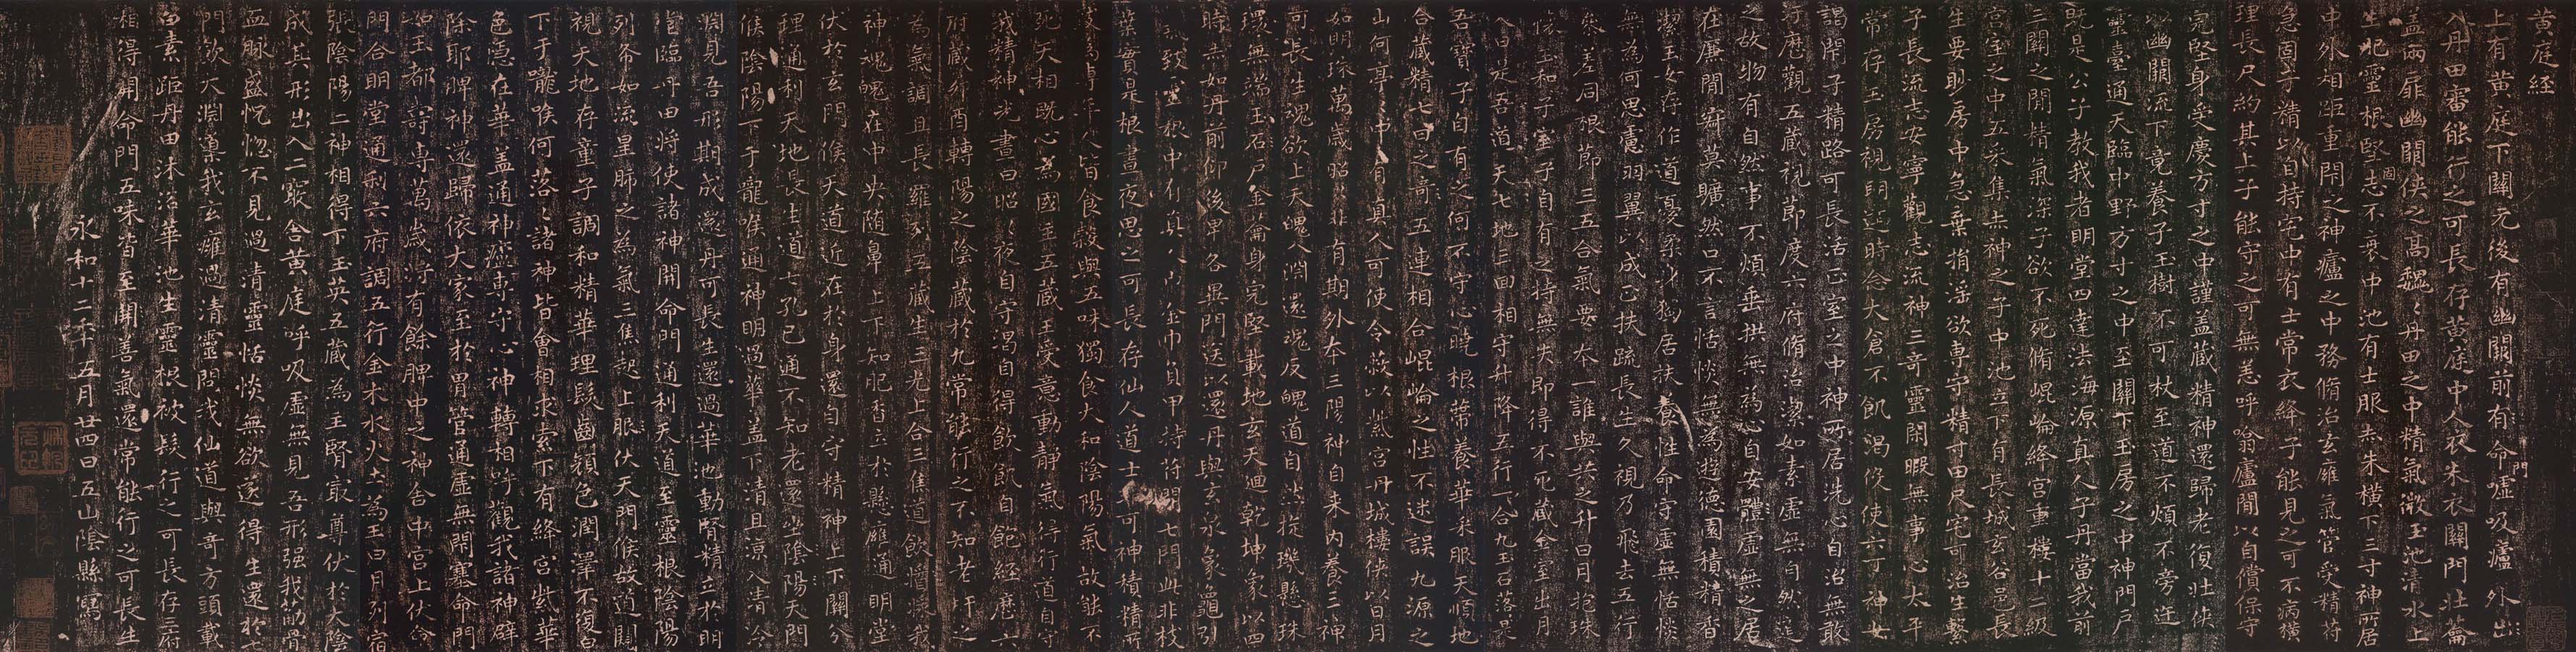 黄庭経
上有黄庭下關元後有幽關前有命噓吸廬外出
入丹田審能行之可長存黄庭中人衣朱衣關門壯蘥
盖兩扉幽關俠之高魏魏丹田之中精氣微玉池清水上
生肥靈根堅志不衰中池有士服赤朱橫下三寸神所居
中外相距重閇之神廬之中務脩治玄𤸇氣管受精符
急固子精以自持宅中有士常衣絳子能見之可不病橫
理長尺約其上子能守之可無恙呼噏廬間以自償保守
完堅身受慶方寸之中謹盖藏精神還歸老復壯俠
以幽關流下竟養子玉樹不可杖至道不煩不旁迕
靈臺通天臨中野方寸之中至關下玉房之中神門戶
既是公子教我者明堂四達法海源真人子丹當我前
三關之間精氣深子欲不死脩崐崘絳宮重樓十二級
宮室之中五采集赤神之子中池立下有長城玄谷邑長
生要眇房中急棄捐淫欲專守精寸田尺宅可治生繫
子長流志安寧觀志流神三奇靈閑暇無事心太平
常存玉房視明達時念大倉不飢渴役使六丁神女
謁閇子精路可長活正室之中神所居洗心自治無敢
汙歷觀五藏視節度六府脩治潔如素虛無自然道
之故物有自然事不煩垂拱無為心自安體虛無之居
在廉間寂莫曠然口不言恬惔無為遊德園積精香
潔玉女存作道憂柔身獨居扶養性命守虛無恬惔
無為何思慮羽翼以成正扶疏長生久視乃飛去五行
參差同根節三五合氣要本一誰與共之升日月抱珠
懷玉和子室子自有之持無失即得不死藏金室出月
入日是吾道天七地三回相守升降五行一合九玉石落是
吾寶子自有之何不守心曉根蔕養華采服天順地
合藏精七日之奇五連相合崐崘之性不迷誤九源之
山何亭亭中有真人可使令蔽以紫宮丹城樓俠以日月
如明珠萬歲昭昭非有期外本三陽神自来內養三神
可長生魂欲上天魄入淵還魂反魄道自然旋璣懸珠
環無端玉石戶金蘥身完堅載地玄天迴乾坤象以四
時赤如丹前仰後卑各異門送以還丹與玄泉象龜引
氣致靈根中有真人巾金巾負甲持符開七門此非枝
葉實是根晝夜思之可長存仙人道士非可神積精所
致為專年人皆食穀與五味獨食大和陰陽氣故能不
死天相既心為國主五藏王受意動靜氣得行道自守
我精神光晝日昭昭夜自守渴自得飲飢自飽經歷六
府藏卯酉轉陽之陰藏於九常能行之不知老肝之
為氣調且長羅列五藏生三光上合三焦道飲醬漿我
神魂魄在中央随鼻上下知肥香立於懸膺通明堂
伏於玄門候天道近在於身還自守精神上下關分
理通利天地長生道七孔已通不知老還坐陰陽天門
候陰陽下于嚨喉通神明過華盖下清且涼入清泠
淵見吾形期成還丹可長生還過華池動腎精立於明
堂臨丹田将使諸神開命門通利天道至靈根陰陽
列布如流星肺之為氣三焦起上服伏天門候故道闚
視天地存童子調和精華理髮齒顏色潤澤不復白
下于嚨喉何落落諸神皆會相求索下有絳宮紫華
色隱在華盖通神廬專守心神轉相呼觀我諸神辟
除耶脾神還歸依大家至於胃管通虛無閇塞命門
如玉都壽專萬歲将有餘脾中之神舍中宮上伏命
門合明堂通利六府調五行金木水火土為王日月列宿
張陰陽二神相得下玉英五藏為主腎最尊伏於大陰
成其形出入二竅舍黄庭呼吸虛無見吾形强我筋骨
血脉盛恍惚不見過清靈恬惔無欲遂得生還於七
門飲大淵導我玄𤸇過清靈問我仙道與奇方頭載
白素距丹田沐浴華池生靈根被髮行之可長存三府
相得開命門五味皆至開善氣還常能行之可長生
永和十二年五月廿四日五山陰縣寫